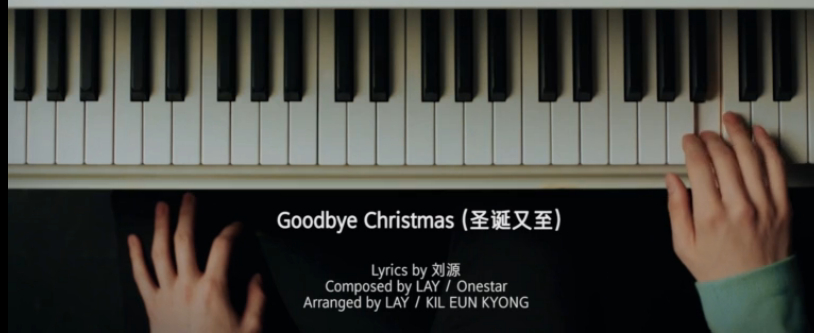 Goodbye Christmas (圣诞又至)
Lyrics by 刘源
Composed by LAY / Onestar
Arranged by LAY / KIL EUN KYONG